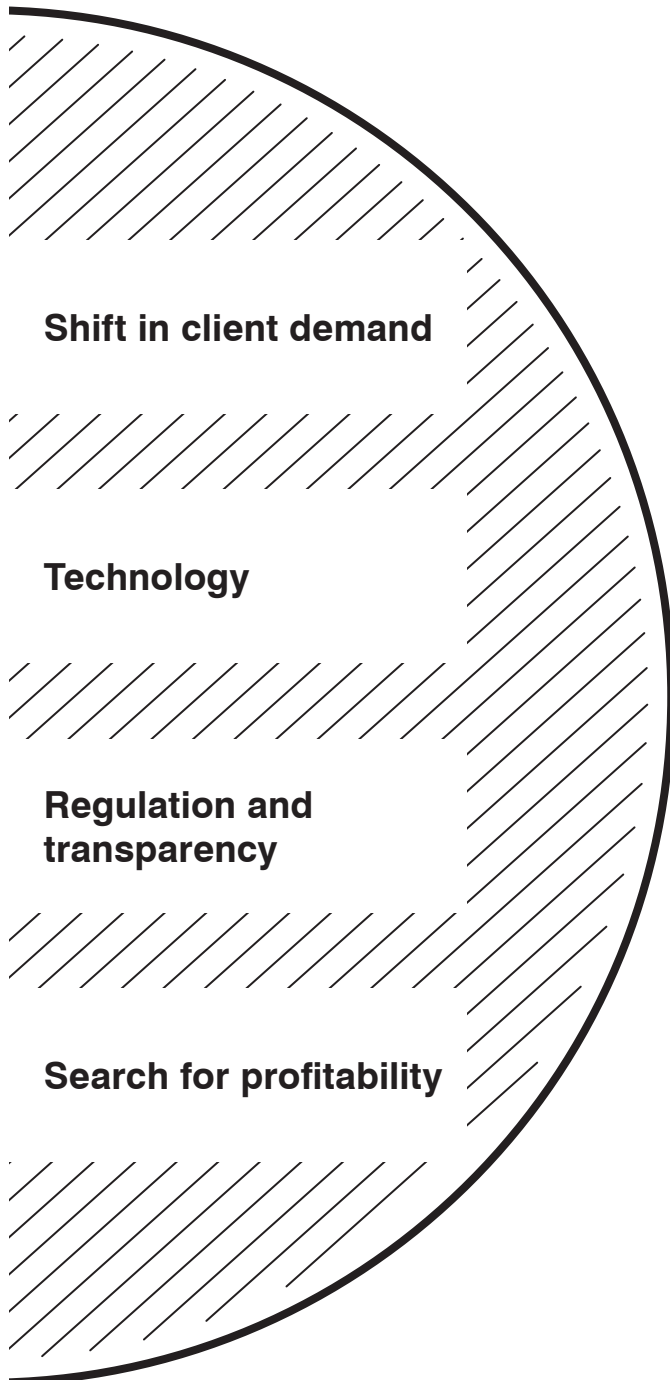 Shift in client demand
Technology
Regulation and
transparency
Search for profitability